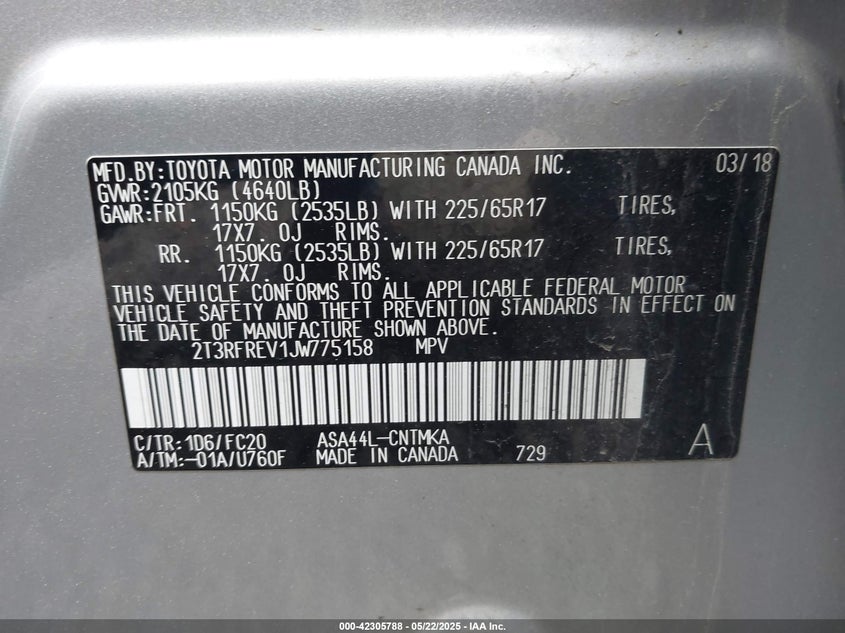 MFD.BY:TOYOTA MOTOR MANUFACTURING CANADA INC. 03/18
GVWR:2105KG (4640LB)
GAWR:FRT. 1150KG (2535LB) WITH 225/65R17 TIRES,
17X7. 0J RIMS.
RR. 1150KG (2535LB) WITH 225/65R17 TIRES,
17X7. 0J RIMS.
THIS VEHICLE CONFORMS TO ALL APPLICABLE FEDERAL MOTOR
VEHICLE SAFETY AND THEFT PREVENTION STANDARDS IN EFFECT ON
THE DATE OF MANUFACTURE SHOWN ABOVE.
2T3RFREV1JW775158 MPV
C/TR:1D6/FC20 ASA44L-CNTMKA
A/TM:-01A/U760F MADE IN CANADA 729 A
000-42305788 - 05/22/2025 - IAA Inc.